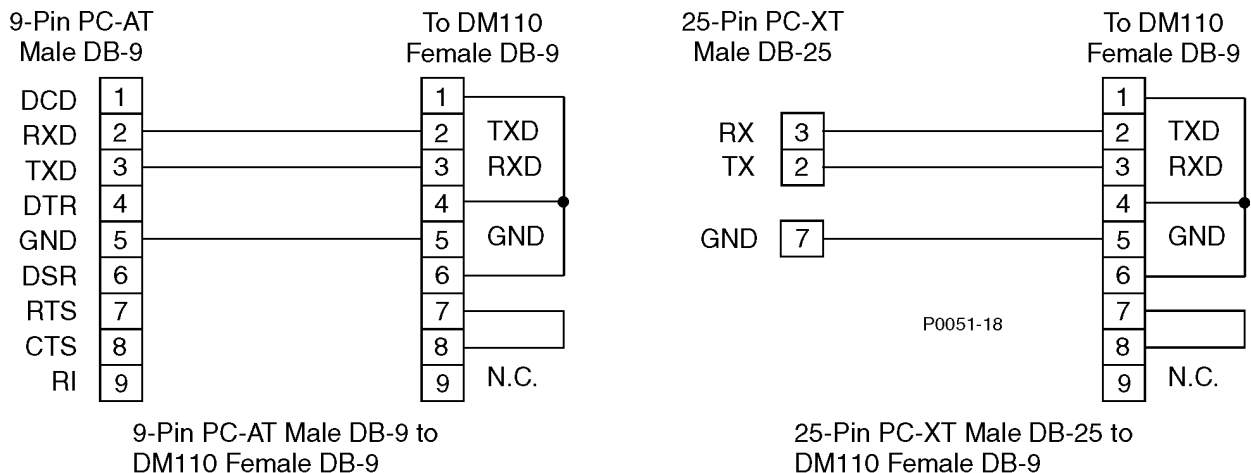 9-Pin PC-AT
Male DB-9
To DM110
Female DB-9
DCD 1 1
RXD 2 2 TXD
TXD 3 3 RXD
DTR 4 4
GND 5 5 GND
DSR 6 6
RTS 7 7
CTS 8 8
RI 9 9 N.C.
9-Pin PC-AT Male DB-9 to
DM110 Female DB-9
25-Pin PC-XT
Male DB-25
To DM110
Female DB-9
1
RX 3 2 TXD
TX 2 3 RXD
4
GND 7 5 GND
6
7
P0051-18
8
9 N.C.
25-Pin PC-XT Male DB-25 to
DM110 Female DB-9